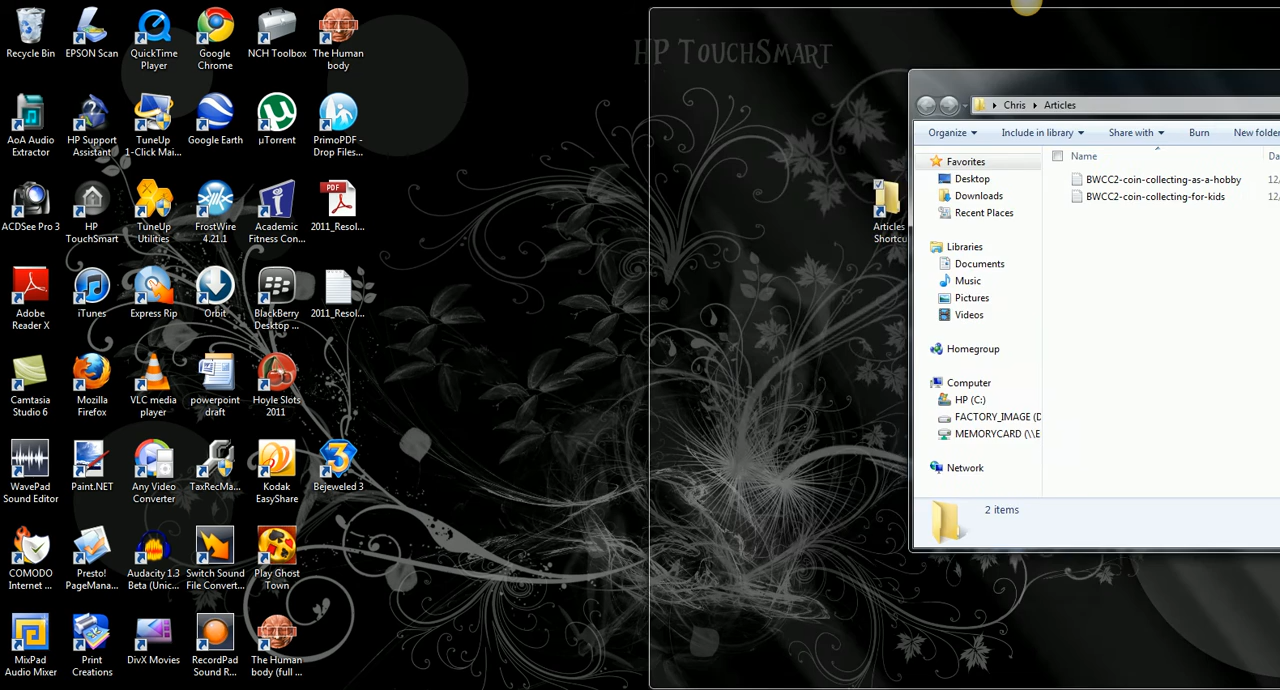 Recycle Bin
EPSON Scan
QuickTime
Player
Google
Chrome
NCH Toolbox
The Human
body
AoA Audio
Extractor
HP Support
Assistant
TuneUp
1-Click Mai...
Google Earth
µTorrent
PrimoPDF -
Drop Files...
ACDSee Pro 3
HP
TouchSmart
TuneUp
Utilities
FrostWire
4.21.1
Academic
Fitness Con...
PDF
2011_Resol...
Adobe
Reader X
iTunes
Express Rip
Orbit
BlackBerry
Desktop ...
2011_Resol...
Camtasia
Studio 6
Mozilla
Firefox
VLC media
player
powerpoint
draft
Hoyle Slots
2011
WavePad
Sound Editor
Paint.NET
Any Video
Converter
TaxRecMa...
Kodak
EasyShare
3
Bejeweled 3
COMODO
Internet ...
Presto!
PageMana...
Audacity 1.3
Beta (Unic...
Switch Sound
File Convert...
Play Ghost
Town
MixPad
Audio Mixer
Print
Creations
DivX Movies
RecordPad
Sound R...
The Human
body (full ...
HP TouchSmart
Articles
Shortcu
Chris
Articles
Organize
Include in library
Share with
Burn
New folder
Favorites
Desktop
Downloads
Recent Places
Libraries
Documents
Music
Pictures
Videos
Homegroup
Computer
HP (C:)
FACTORY_IMAGE (D
MEMORYCARD (\\E
Network
Name
Da
BWCC2-coin-collecting-as-a-hobby
12/
BWCC2-coin-collecting-for-kids
12/
2 items